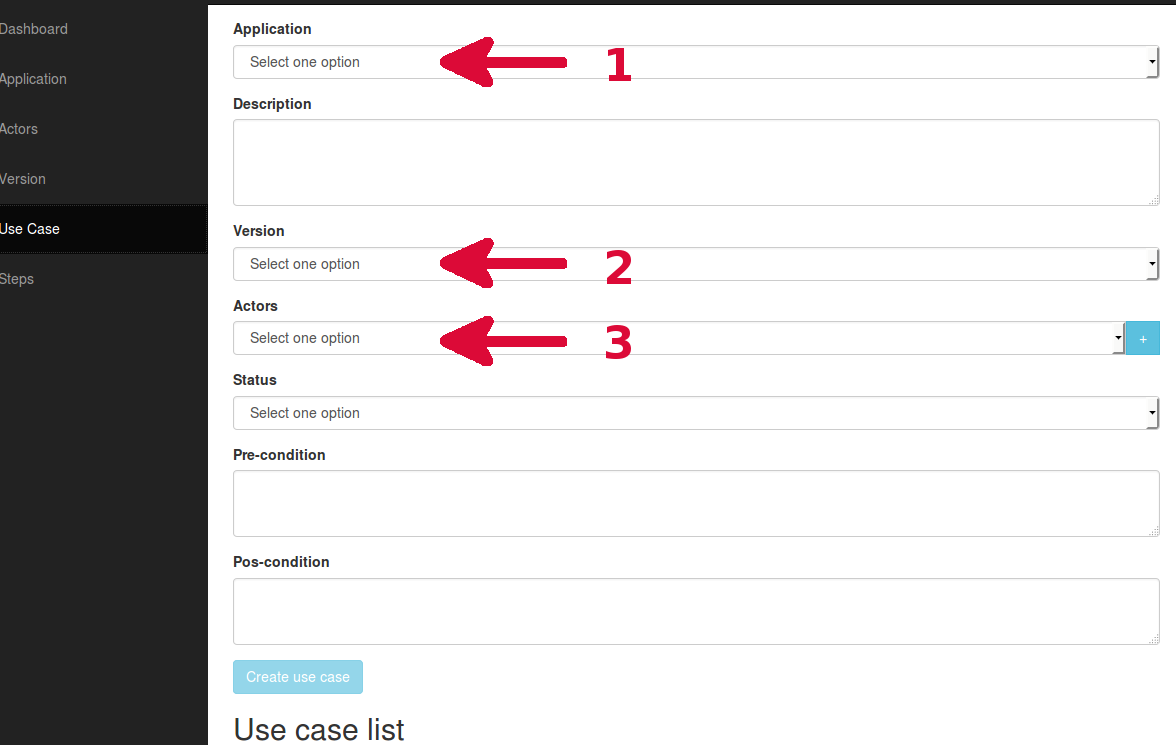 Dashboard
Application
Actors
Version
Use Case
Steps
Application
Select one option
1
Description
Version
Select one option
2
Actors
Select one option
3
+
Status
Select one option
Pre-condition
Pos-condition
Create use case
Use case list